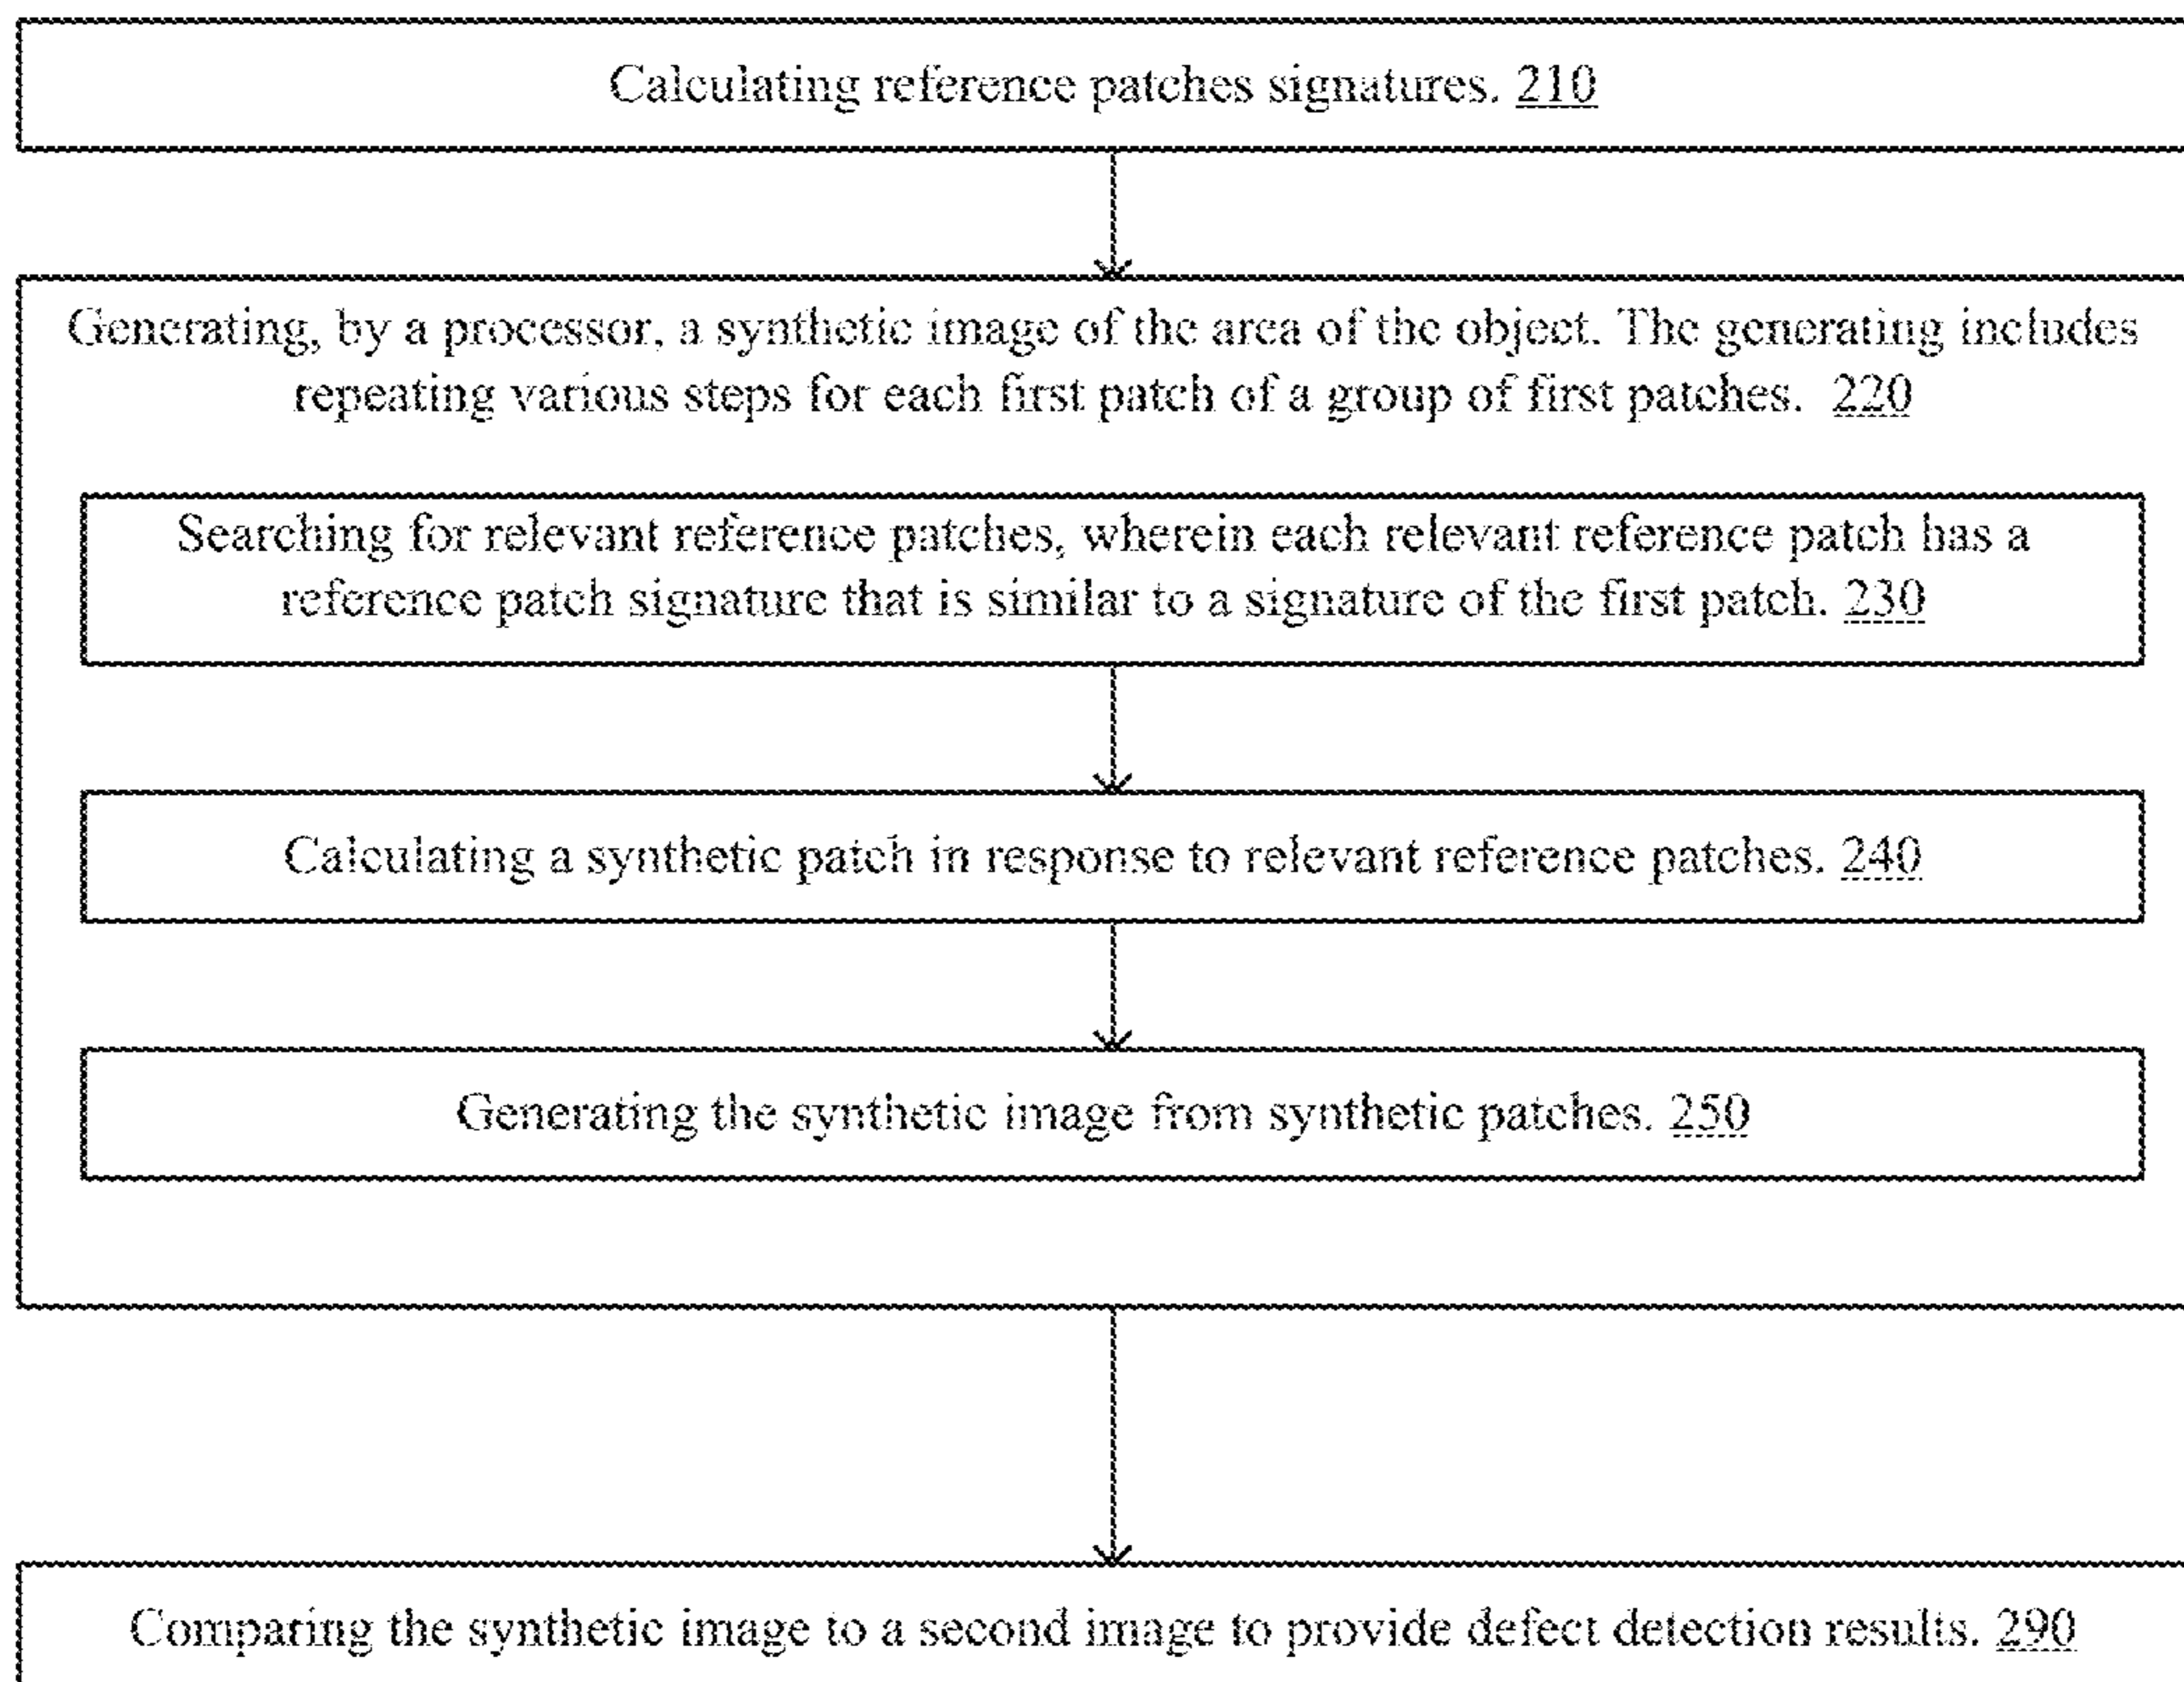 Calculating reference patches signatures. 210
Generating, by a processor, a synthetic image of the area of the object. The generating includes
repeating various steps for each first patch of a group of first patches. 220
Searching for relevant reference patches, wherein each relevant reference patch has a
reference patch signature that is similar to a signature of the first patch. 230
Calculating a synthetic patch in response to relevant reference patches. 240
Generating the synthetic image from synthetic patches. 250
Comparing the synthetic image to a second image to provide defect detection results. 290